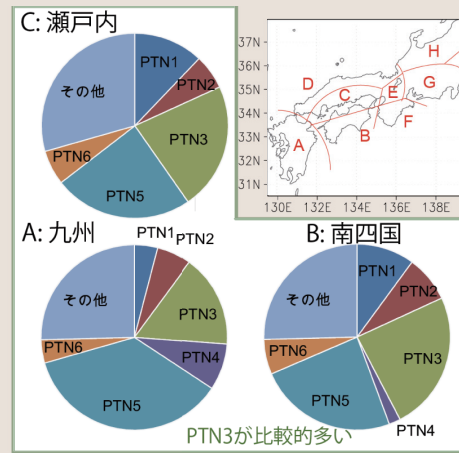 C: 瀬戸内
PTN1
PTN2
PTN3
PTN5
PTN6
その他
37N
36N
35N
34N
33N
32N
31N
130E 132E 134E 136E 138E
A
B
C
D
E
F
G
H
A: 九州
PTN1
PTN2
PTN3
PTN4
PTN5
PTN6
その他
B: 南四国
PTN1
PTN2
PTN3
PTN4
PTN5
PTN6
その他
PTN3が比較的多い